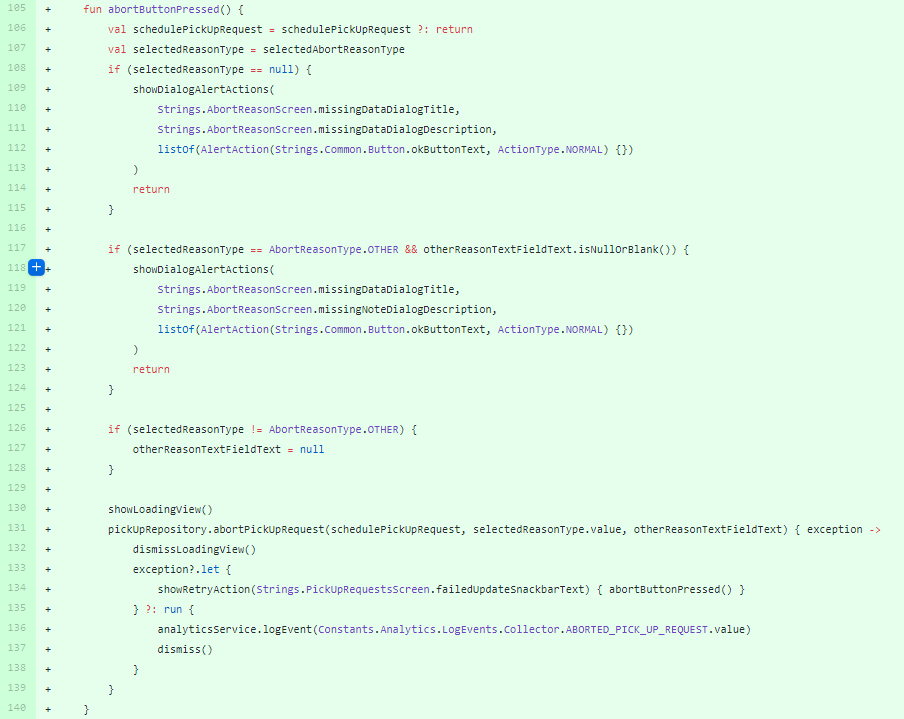 105 + fun abortButtonPressed() {
106 + val schedulePickUpRequest = schedulePickUpRequest ?: return
107 + val selectedReasonType = selectedAbortReasonType
108 + if (selectedReasonType == null) {
109 + showDialogAlertActions(
110 + Strings.AbortReasonScreen.missingDataDialogTitle,
111 + Strings.AbortReasonScreen.missingDataDialogDescription,
112 + listOf(AlertAction(Strings.Common.Button.okButtonText, ActionType.NORMAL) {})
113 + )
114 + return
115 + }
116 +
117 + if (selectedReasonType == AbortReasonType.OTHER && otherReasonTextFieldText.isNullOrBlank()) {
118 + showDialogAlertActions(
119 + Strings.AbortReasonScreen.missingDataDialogTitle,
120 + Strings.AbortReasonScreen.missingNoteDialogDescription,
121 + listOf(AlertAction(Strings.Common.Button.okButtonText, ActionType.NORMAL) {})
122 + )
123 + return
124 + }
125 +
126 + if (selectedReasonType != AbortReasonType.OTHER) {
127 + otherReasonTextFieldText = null
128 + }
129 +
130 + showLoadingView()
131 + pickUpRepository.abortPickUpRequest(schedulePickUpRequest, selectedReasonType.value, otherReasonTextFieldText) { exception ->
132 + dismissLoadingView()
133 + exception?.let {
134 + showRetryAction(Strings.PickUpRequestsScreen.failedUpdateSnackbarText) { abortButtonPressed() }
135 + } ?: run {
136 + analyticsService.logEvent(Constants.Analytics.LogEvents.Collector.ABORTED_PICK_UP_REQUEST.value)
137 + dismiss()
138 + }
139 + }
140 + }